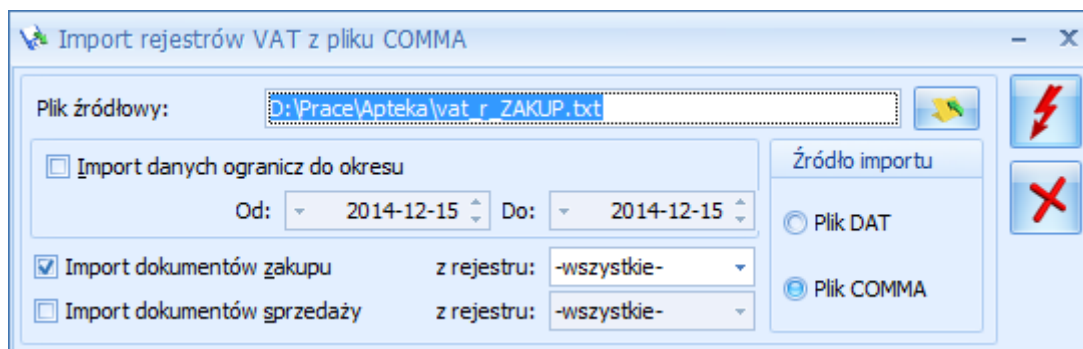 Import rejestrów VAT z pliku COMMA
Plik źródłowy: D:\Prace\Apteka\vat_r_ZAKUP.txt
Import danych ogranicz do okresu
Od: 2014-12-15 Do: 2014-12-15
Import dokumentów zakupu z rejestru: -wszystkie-
Import dokumentów sprzedaży z rejestru: -wszystkie-
Źródło importu
Plik DAT
Plik COMMA